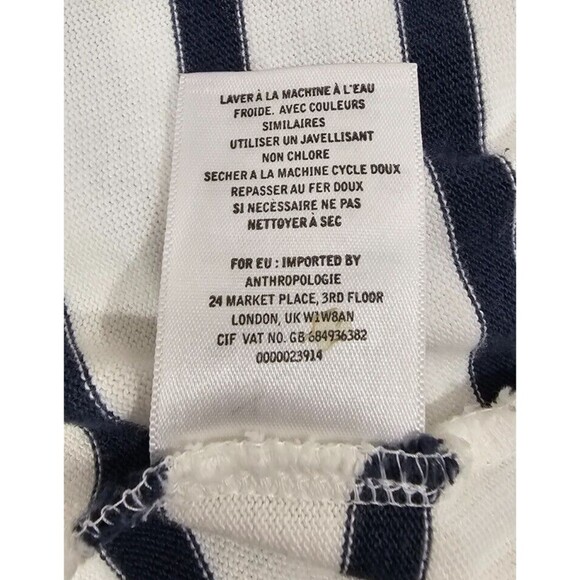 LAVER À LA MACHINE À L'EAU
FROIDE. AVEC COULEURS
SIMILAIRES
UTILISER UN JAVELLISANT
NON CHLORE
SECHER A LA MACHINE CYCLE DOUX
REPASSER AU FER DOUX
SI NÉCESSAIRE NE PAS
NETTOYER À SEC
FOR EU : IMPORTED BY
ANTHROPOLOGIE
24 MARKET PLACE, 3RD FLOOR
LONDON, UK W1W8AN
CIF VAT NO. GB 684936382
0000023914